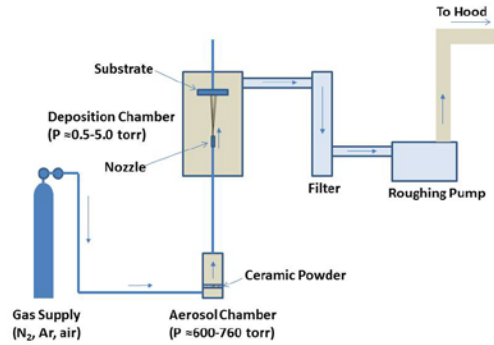 To Hood
Substrate
Deposition Chamber
(P ≈0.5-5.0 torr)
Nozzle
Filter
Roughing Pump
Ceramic Powder
Gas Supply
(N₂, Ar, air)
Aerosol Chamber
(P ≈600-760 torr)